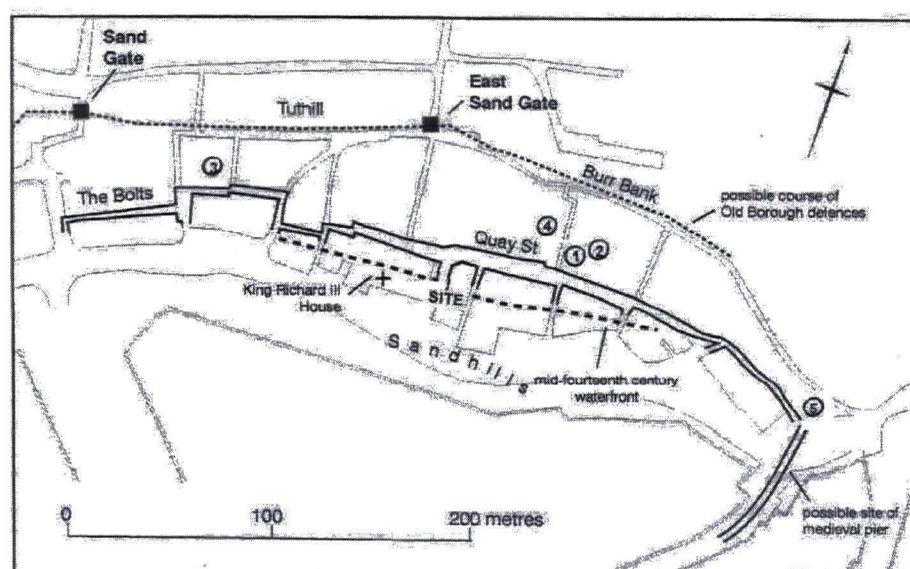 Sand
Gate
East
Sand Gate
Tuthill
3
Burr Bank
The Bolts
possible course of
Old Borough defences
4
Quay St
1
2
King Richard III
House
SITE
Sandhills
mid-fourteenth century
waterfront
5
0
100
200 metres
possible site of
medieval pier